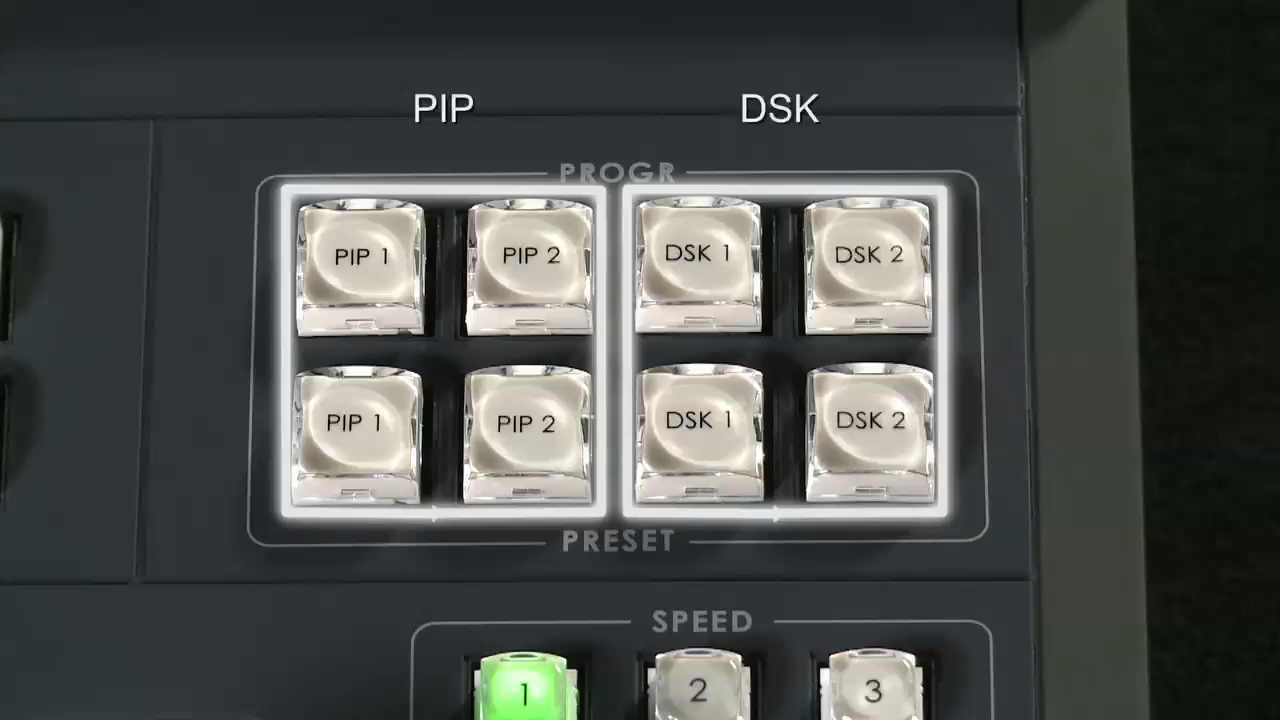 PIP DSK
PROGR
PIP 1 PIP 2 DSK 1 DSK 2
PIP 1 PIP 2 DSK 1 DSK 2
PRESET
SPEED
1 2 3